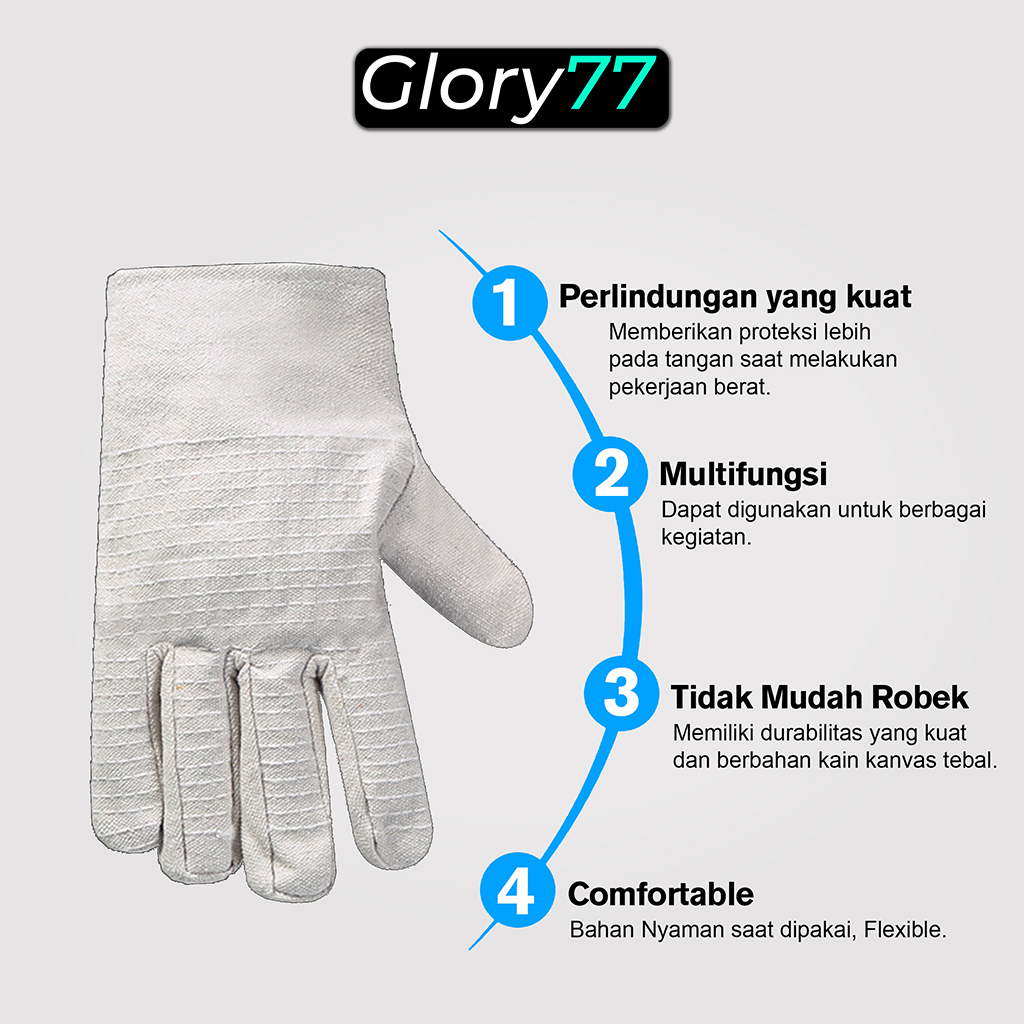 Glory77
1 Perlindungan yang kuat
Memberikan proteksi lebih
pada tangan saat melakukan
pekerjaan berat.
2 Multifungsi
Dapat digunakan untuk berbagai
kegiatan.
3 Tidak Mudah Robek
Memiliki durabilitas yang kuat
dan berbahan kain kanvas tebal.
4 Comfortable
Bahan Nyaman saat dipakai, Flexible.